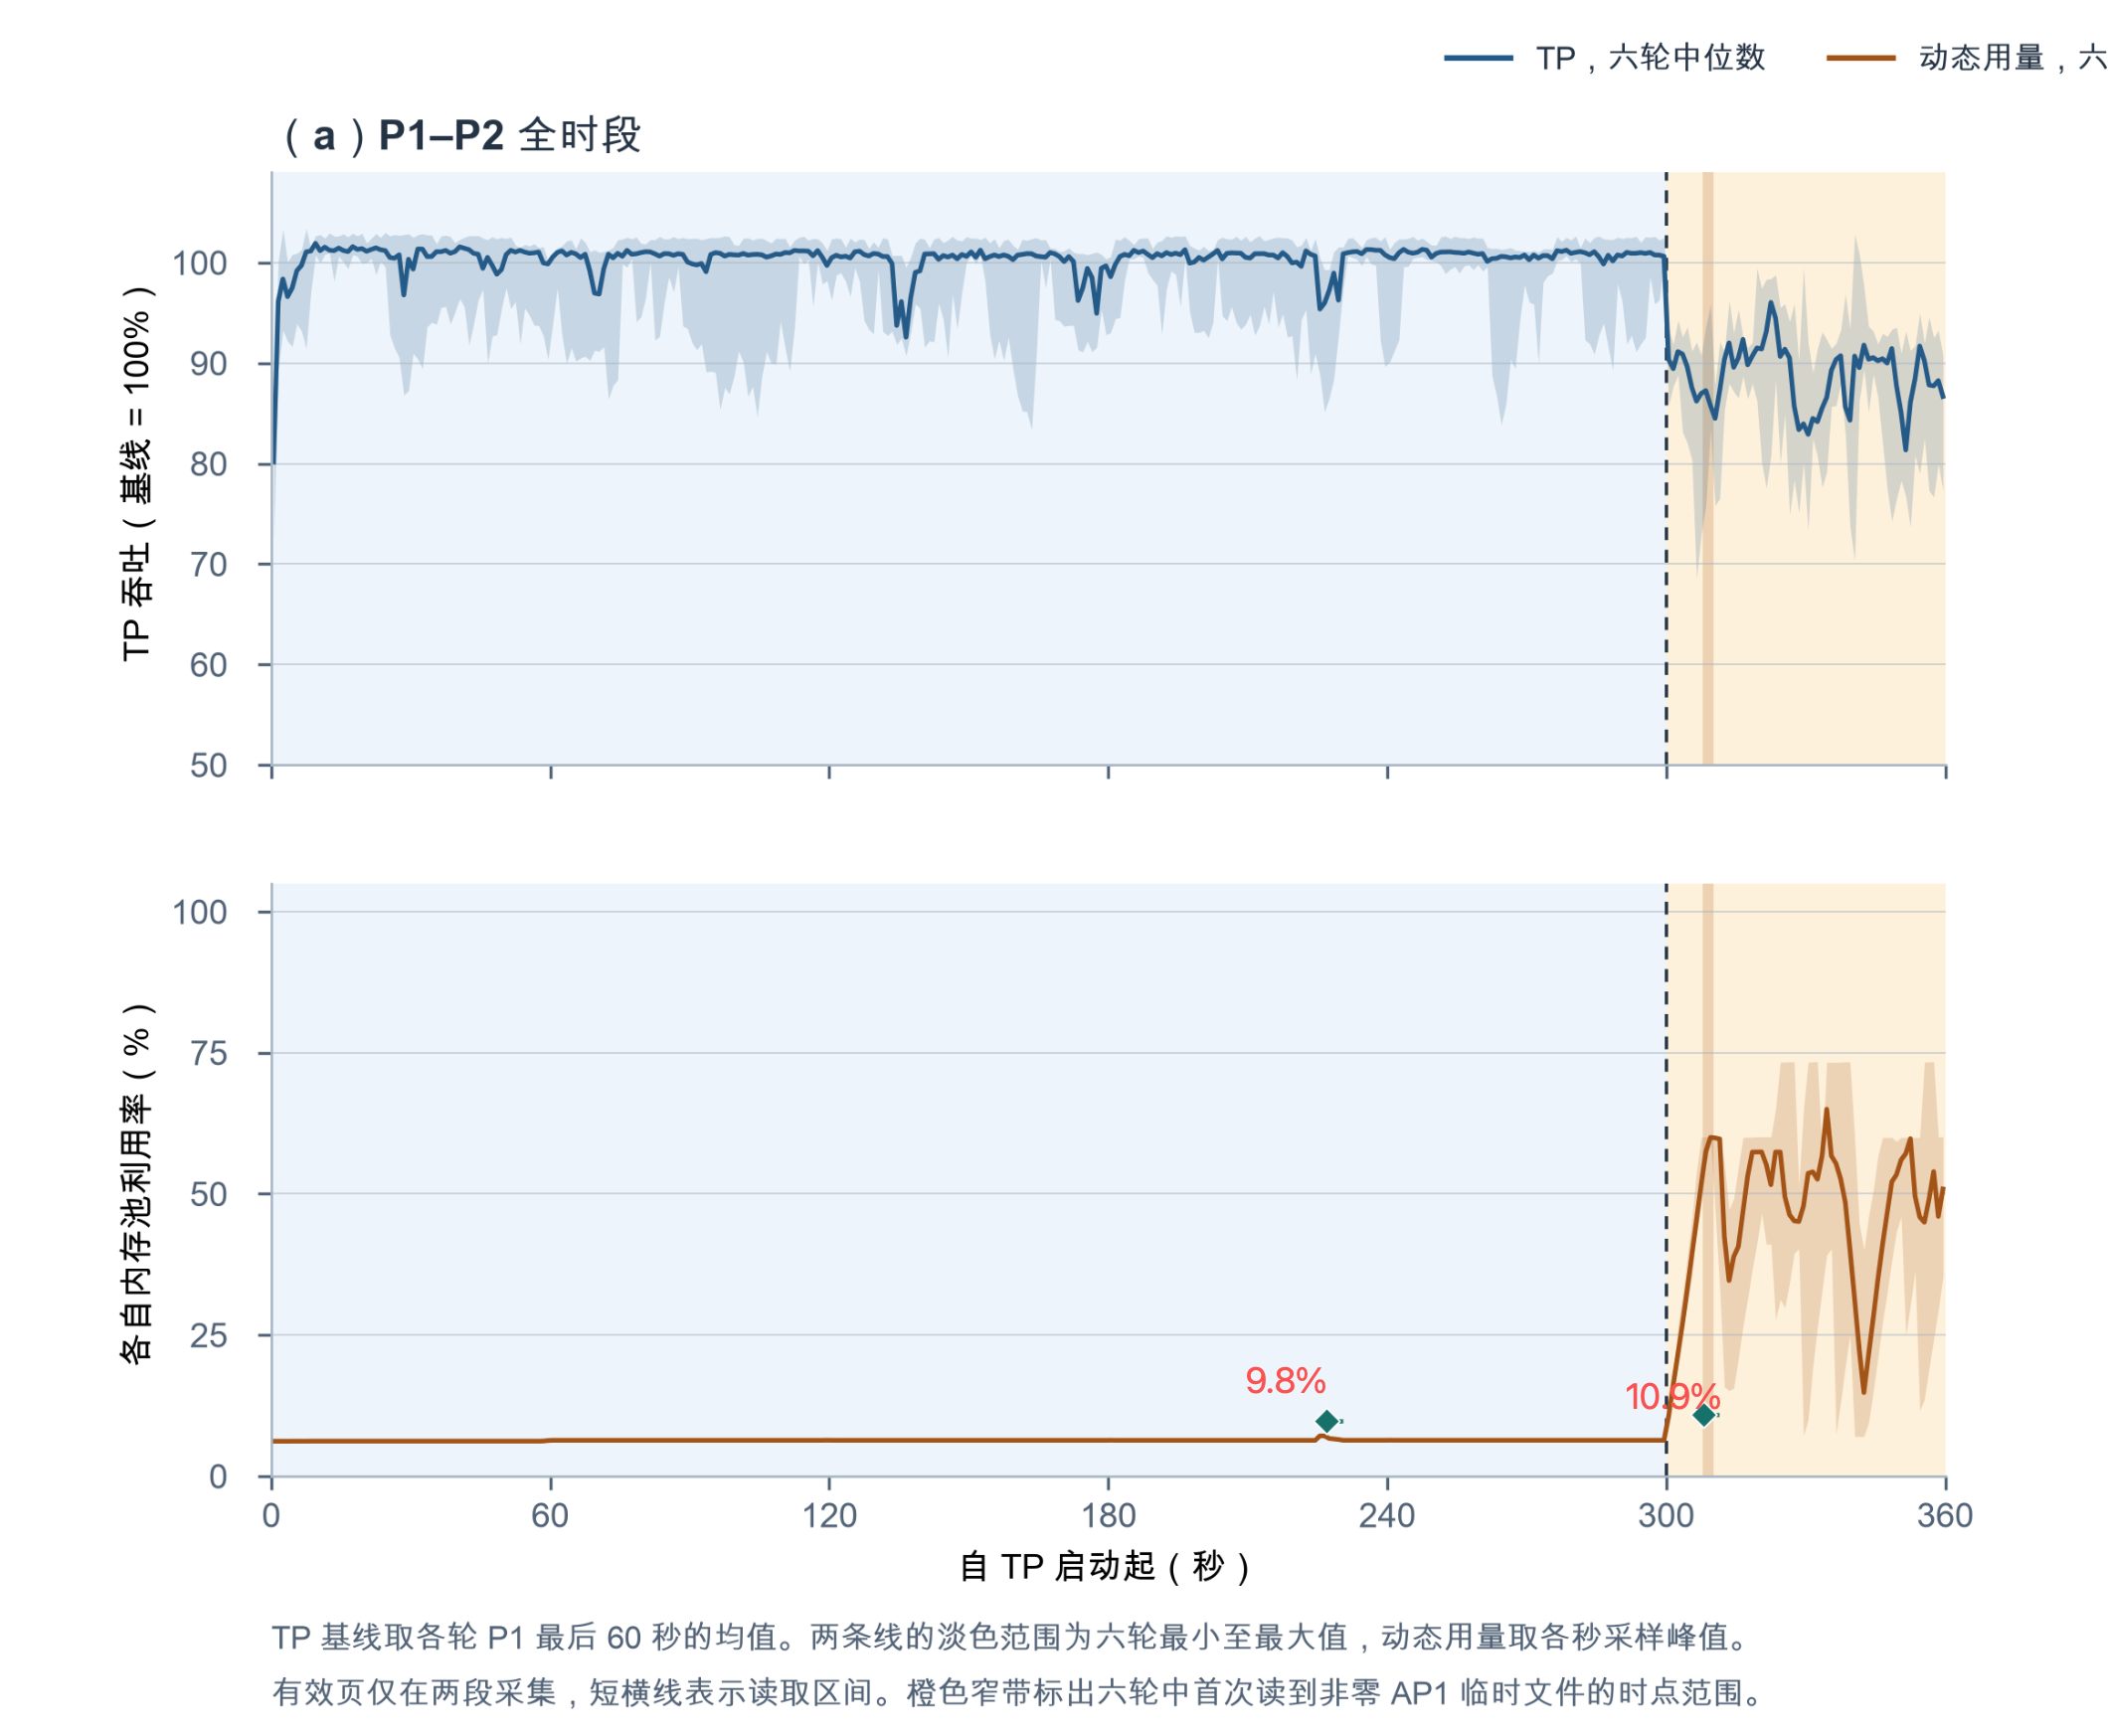 TP，六轮中位数 动态用量，六
（a）P1–P2 全时段
TP 吞吐（基线 = 100%）
100
90
80
70
60
50
各自内存池利用率（%）
100
75
50
25
0
9.8%
10.9%
0 60 120 180 240 300 360
自 TP 启动起（秒）
TP 基线取各轮 P1 最后 60 秒的均值。两条线的淡色范围为六轮最小至最大值，动态用量取各秒采样峰值。
有效页仅在两段采集，短横线表示读取区间。橙色窄带标出六轮中首次读到非零 AP1 临时文件的时点范围。